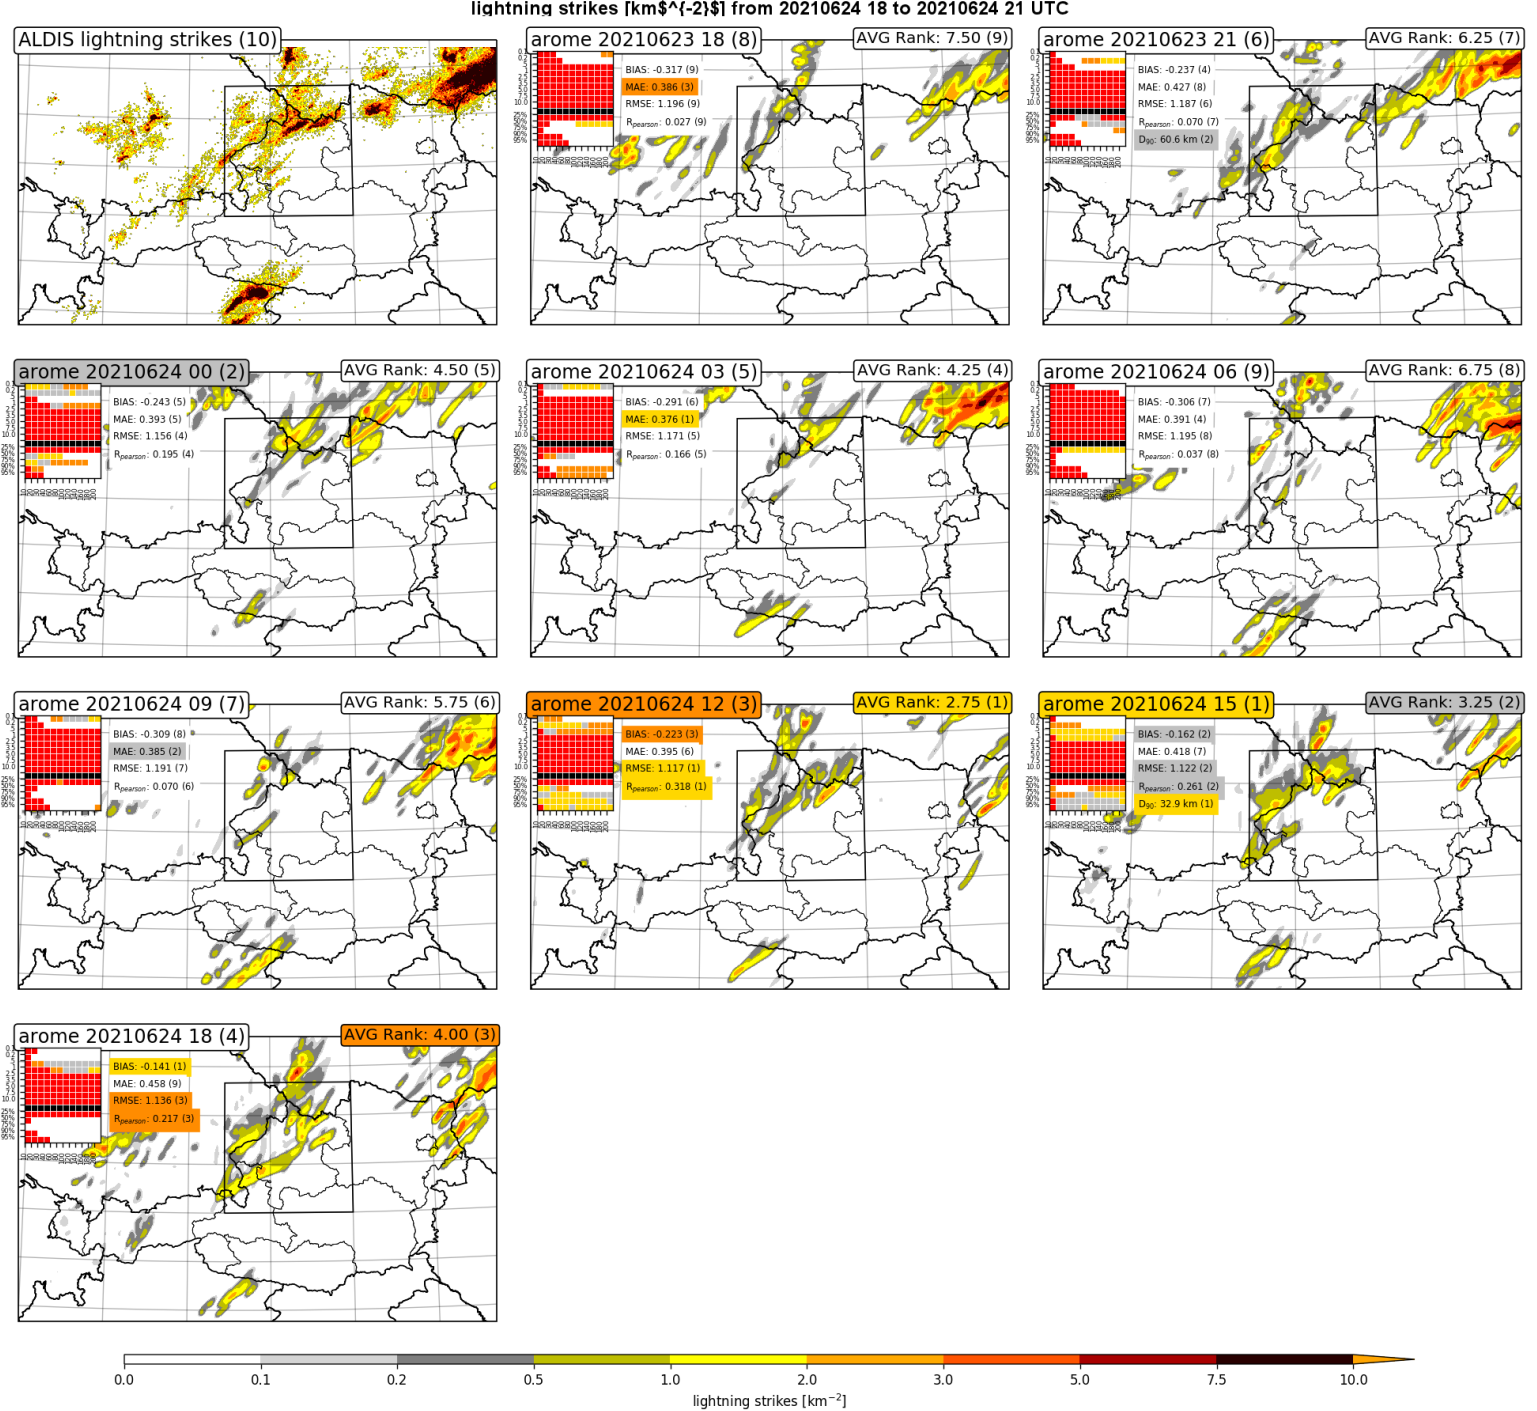 lightning strikes [km$^{-2}$] from 20210624 18 to 20210624 21 UTC
ALDIS lightning strikes (10)
arome 20210623 18 (8)
AVG Rank: 7.50 (9)
BIAS: -0.317 (9)
MAE: 0.386 (3)
RMSE: 1.196 (9)
Rpearson: 0.027 (9)
arome 20210623 21 (6)
AVG Rank: 6.25 (7)
BIAS: -0.237 (4)
MAE: 0.427 (8)
RMSE: 1.187 (6)
Rpearson: 0.070 (7)
D90: 60.6 km (2)
arome 20210624 00 (2)
AVG Rank: 4.50 (5)
BIAS: -0.243 (5)
MAE: 0.393 (5)
RMSE: 1.156 (4)
Rpearson: 0.195 (4)
arome 20210624 03 (5)
AVG Rank: 4.25 (4)
BIAS: -0.291 (6)
MAE: 0.376 (1)
RMSE: 1.171 (5)
Rpearson: 0.166 (5)
arome 20210624 06 (9)
AVG Rank: 6.75 (8)
BIAS: -0.306 (7)
MAE: 0.391 (4)
RMSE: 1.195 (8)
Rpearson: 0.037 (8)
arome 20210624 09 (7)
AVG Rank: 5.75 (6)
BIAS: -0.309 (8)
MAE: 0.385 (2)
RMSE: 1.191 (7)
Rpearson: 0.070 (6)
arome 20210624 12 (3)
AVG Rank: 2.75 (1)
BIAS: -0.223 (3)
MAE: 0.395 (6)
RMSE: 1.117 (1)
Rpearson: 0.318 (1)
arome 20210624 15 (1)
AVG Rank: 3.25 (2)
BIAS: -0.162 (2)
MAE: 0.418 (7)
RMSE: 1.122 (2)
Rpearson: 0.261 (2)
D90: 32.9 km (1)
arome 20210624 18 (4)
AVG Rank: 4.00 (3)
BIAS: -0.141 (1)
MAE: 0.458 (9)
RMSE: 1.136 (3)
Rpearson: 0.217 (3)
0.0 0.1 0.2 0.5 1.0 2.0 3.0 5.0 7.5 10.0
lightning strikes [km−2]